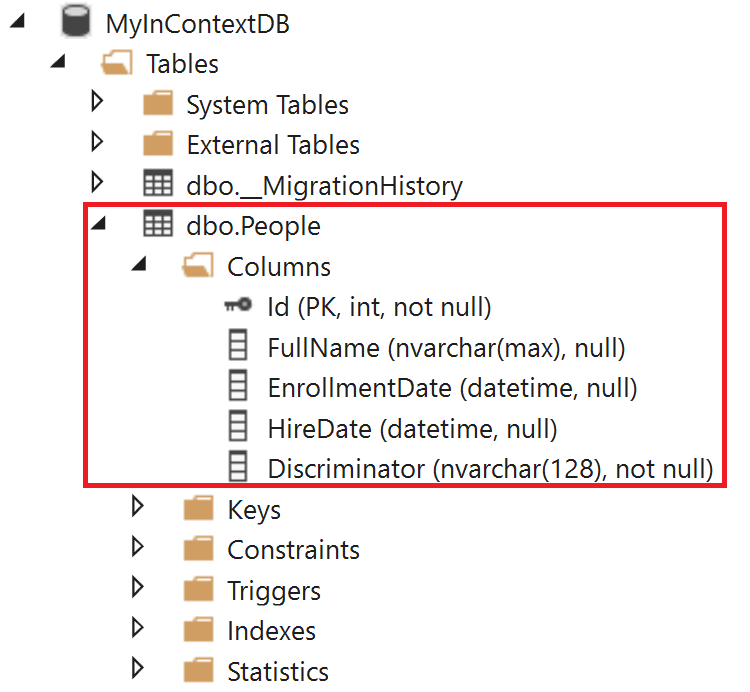 MyInContextDB
Tables
System Tables
External Tables
dbo.__MigrationHistory
dbo.People
Columns
Id (PK, int, not null)
FullName (nvarchar(max), null)
EnrollmentDate (datetime, null)
HireDate (datetime, null)
Discriminator (nvarchar(128), not null)
Keys
Constraints
Triggers
Indexes
Statistics